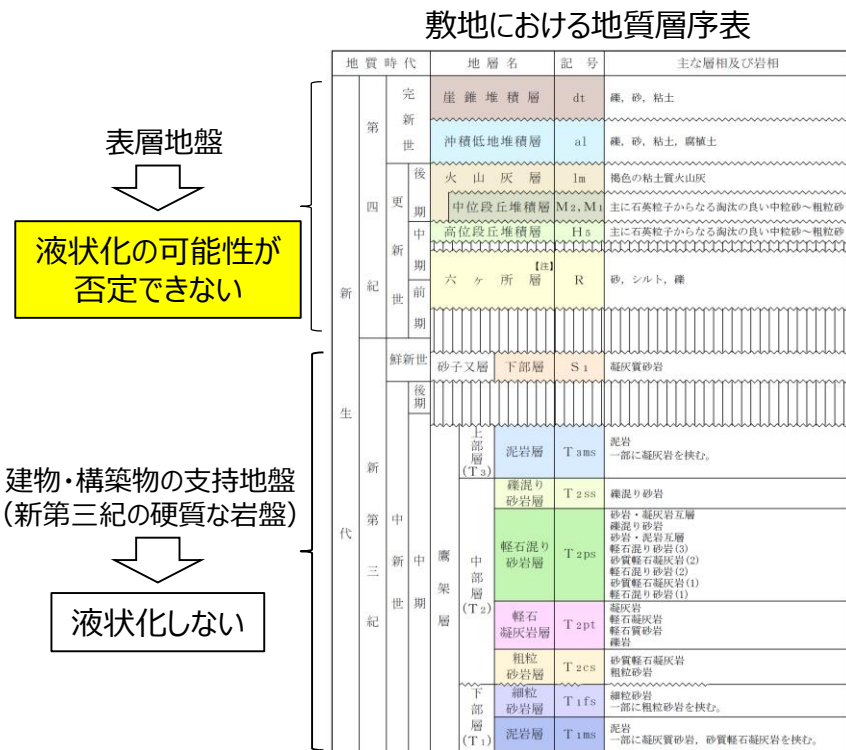 敷地における地質層序表
表層地盤
液状化の可能性が
否定できない
建物・構築物の支持地盤
(新第三紀の硬質な岩盤)
液状化しない
地質時代 地層名 記号 主な層相及び岩相
新生代
第四紀
完新世
崖錐堆積層 dt 礫，砂，粘土
沖積低地堆積層 al 礫，砂，粘土，腐植土
更新世
後期
火山灰層 lm 褐色の粘土質火山灰
中位段丘堆積層 M2，M1 主に石英粒子からなる淘汰の良い中粒砂～粗粒砂
中期
高位段丘堆積層 H5 主に石英粒子からなる淘汰の良い中粒砂～粗粒砂
前期
六ヶ所層【注】 R 砂，シルト，礫
新第三紀
鮮新世
砂子又層 下部層 S1 凝灰質砂岩
中新世
後期
中期
鷹架層
上部層(T3)
泥岩層 T3ms 泥岩
一部に凝灰岩を挟む。
中部層(T2)
礫混り
砂岩層 T2ss 礫混り砂岩
軽石混り
砂岩層 T2ps
砂岩・凝灰岩互層
礫混り砂岩
砂岩・泥岩互層
軽石混り砂岩(3)
砂質軽石凝灰岩(2)
軽石混り砂岩(2)
砂質軽石凝灰岩(1)
軽石混り砂岩(1)
軽石
凝灰岩層 T2pt
凝灰岩
軽石凝灰岩
軽石質砂岩
礫岩
粗粒
砂岩層 T2cs
砂質軽石凝灰岩
粗粒砂岩
下部層(T1)
細粒
砂岩層 T1fs
細粒砂岩
一部に粗粒砂岩を挟む。
泥岩層 T1ms
泥岩
一部に凝灰質砂岩，砂質軽石凝灰岩を挟む。